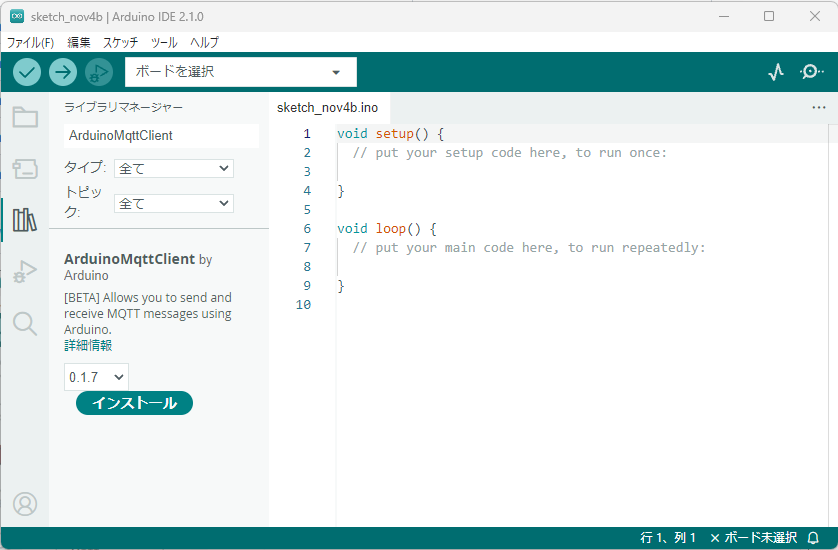 sketch_nov4b | Arduino IDE 2.1.0
ファイル(F) 編集 スケッチ ツール ヘルプ
ボードを選択
ライブラリマネージャー
ArduinoMqttClient
タイプ: 全て
トピック: 全て
ArduinoMqttClient by
Arduino
[BETA] Allows you to send and
receive MQTT messages using
Arduino.
詳細情報
0.1.7
インストール
sketch_nov4b.ino
1 void setup() {
2 // put your setup code here, to run once:
3
4 }
5
6 void loop() {
7 // put your main code here, to run repeatedly:
8
9 }
10
行 1、列 1 ボード未選択